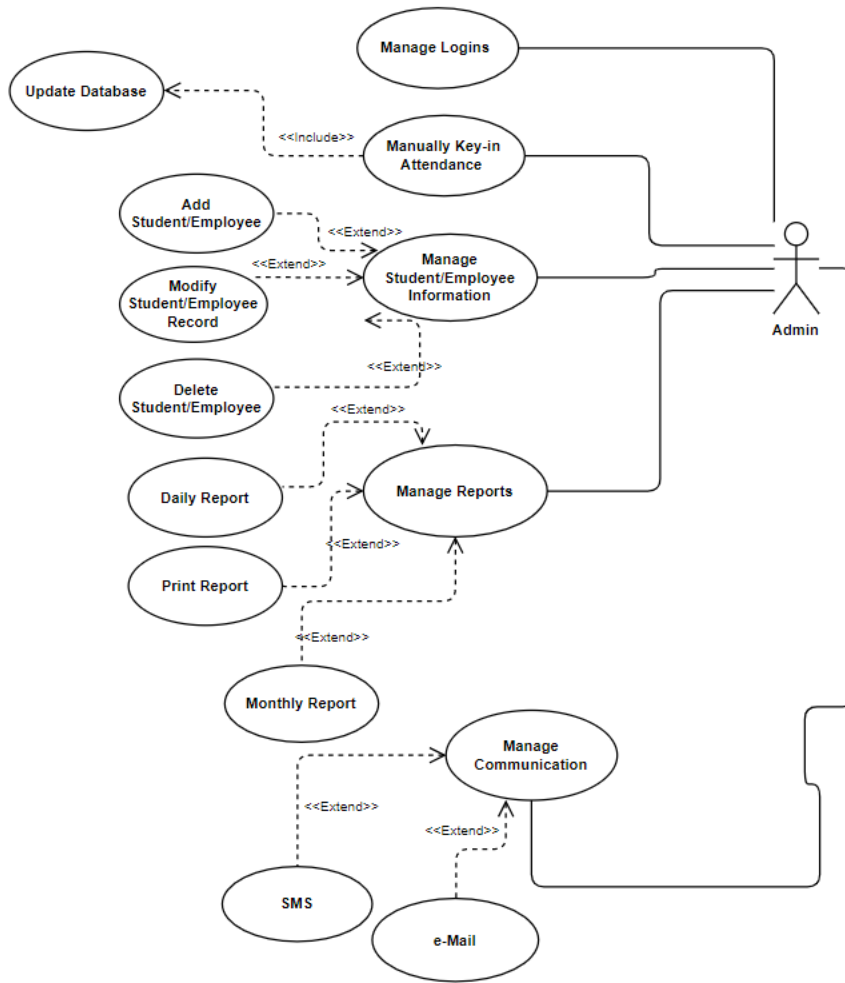 Manage Logins
Update Database
<<Include>>
Manually Key-in
Attendance
Add
Student/Employee
<<Extend>>
Manage
Student/Employee
Information
<<Extend>>
Modify
Student/Employee
Record
Admin
<<Extend>>
Delete
Student/Employee
<<Extend>>
Daily Report
Manage Reports
<<Extend>>
Print Report
<<Extend>>
Monthly Report
Manage
Communication
<<Extend>>
<<Extend>>
SMS
e-Mail